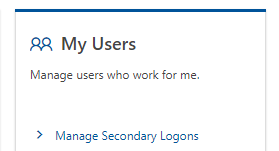 My Users
Manage users who work for me.
Manage Secondary Logons